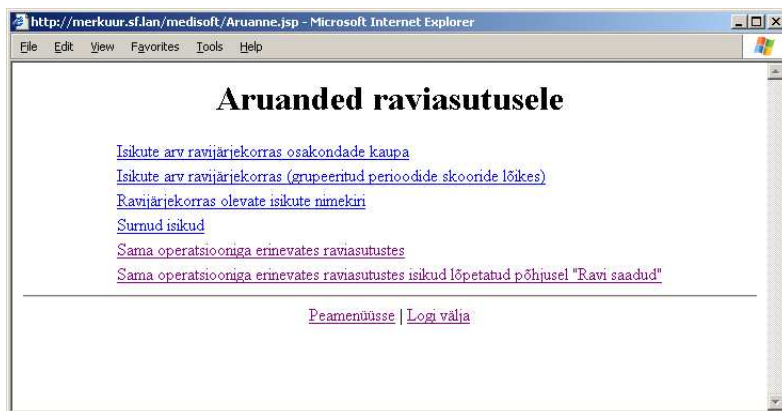 http://merkuur.sf.lan/medisoft/Aruanne.jsp - Microsoft Internet Explorer
File Edit View Favorites Tools Help
Aruanded raviasutusele
Isikute arv ravijärjekorras osakondade kaupa
Isikute arv ravijärjekorras (grupeeritud perioodide skooride lõikes)
Ravijärjekorras olevate isikute nimekiri
Surnud isikud
Sama operatsiooniga erinevates raviasutustes
Sama operatsiooniga erinevates raviasutustes isikud lõpetatud põhjusel "Ravi saadud"
Peamenüüsse | Logi välja